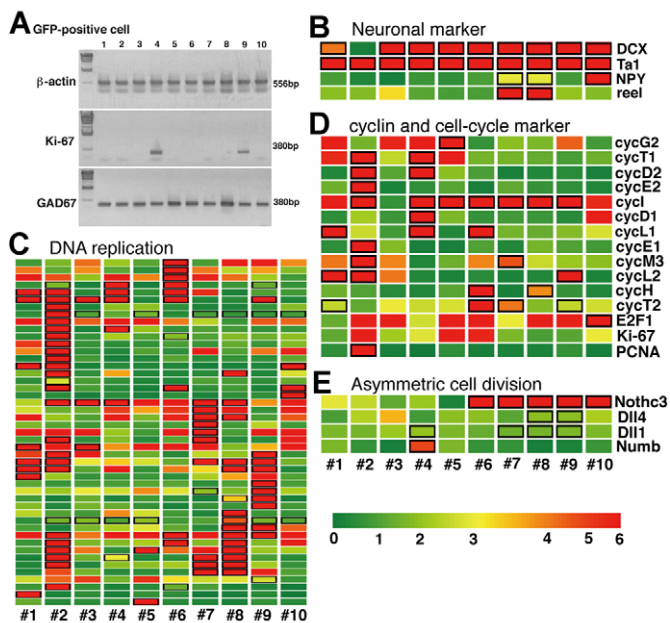 A
GFP-positive cell
1 2 3 4 5 6 7 8 9 10
β-actin
556bp
Ki-67
380bp
GAD67
380bp
B
Neuronal marker
DCX
Ta1
NPY
reel
C
DNA replication
#1 #2 #3 #4 #5 #6 #7 #8 #9 #10
D
cyclin and cell-cycle marker
cycG2
cycT1
cycD2
cycE2
cycI
cycD1
cycL1
cycE1
cycM3
cycL2
cycH
cycT2
E2F1
Ki-67
PCNA
E
Asymmetric cell division
Nothc3
Dll4
Dll1
Numb
#1 #2 #3 #4 #5 #6 #7 #8 #9 #10
0 1 2 3 4 5 6